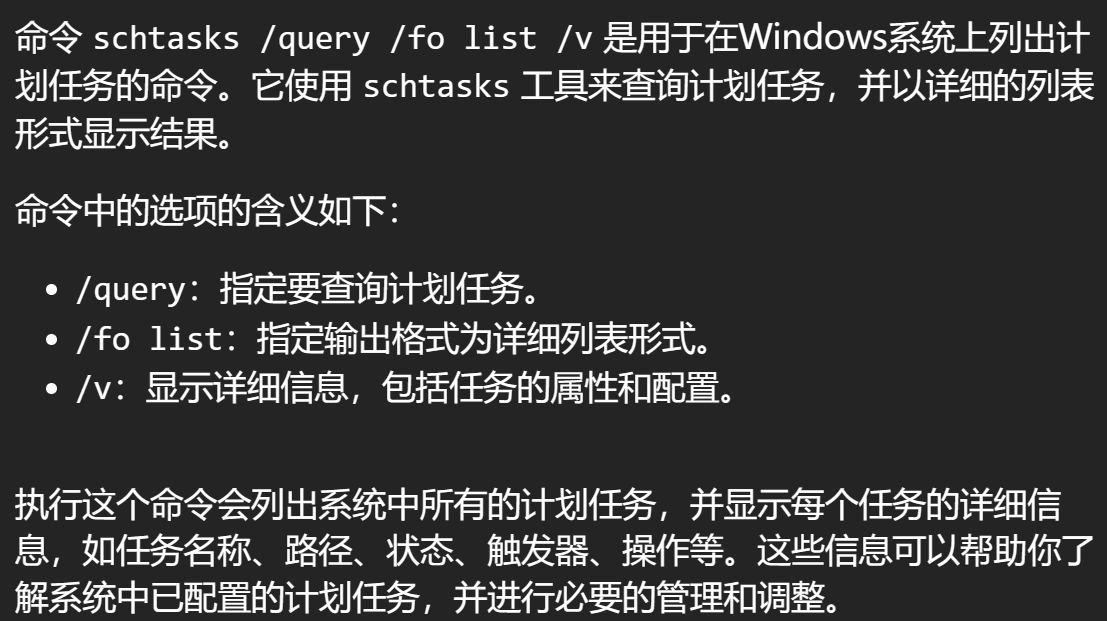 命令 schtasks /query /fo list /v 是用于在Windows系统上列出计
划任务的命令。它使用 schtasks 工具来查询计划任务，并以详细的列表
形式显示结果。
命令中的选项的含义如下：
• /query：指定要查询计划任务。
• /fo list：指定输出格式为详细列表形式。
• /v：显示详细信息，包括任务的属性和配置。
执行这个命令会列出系统中所有的计划任务，并显示每个任务的详细信
息，如任务名称、路径、状态、触发器、操作等。这些信息可以帮助你了
解系统中已配置的计划任务，并进行必要的管理和调整。